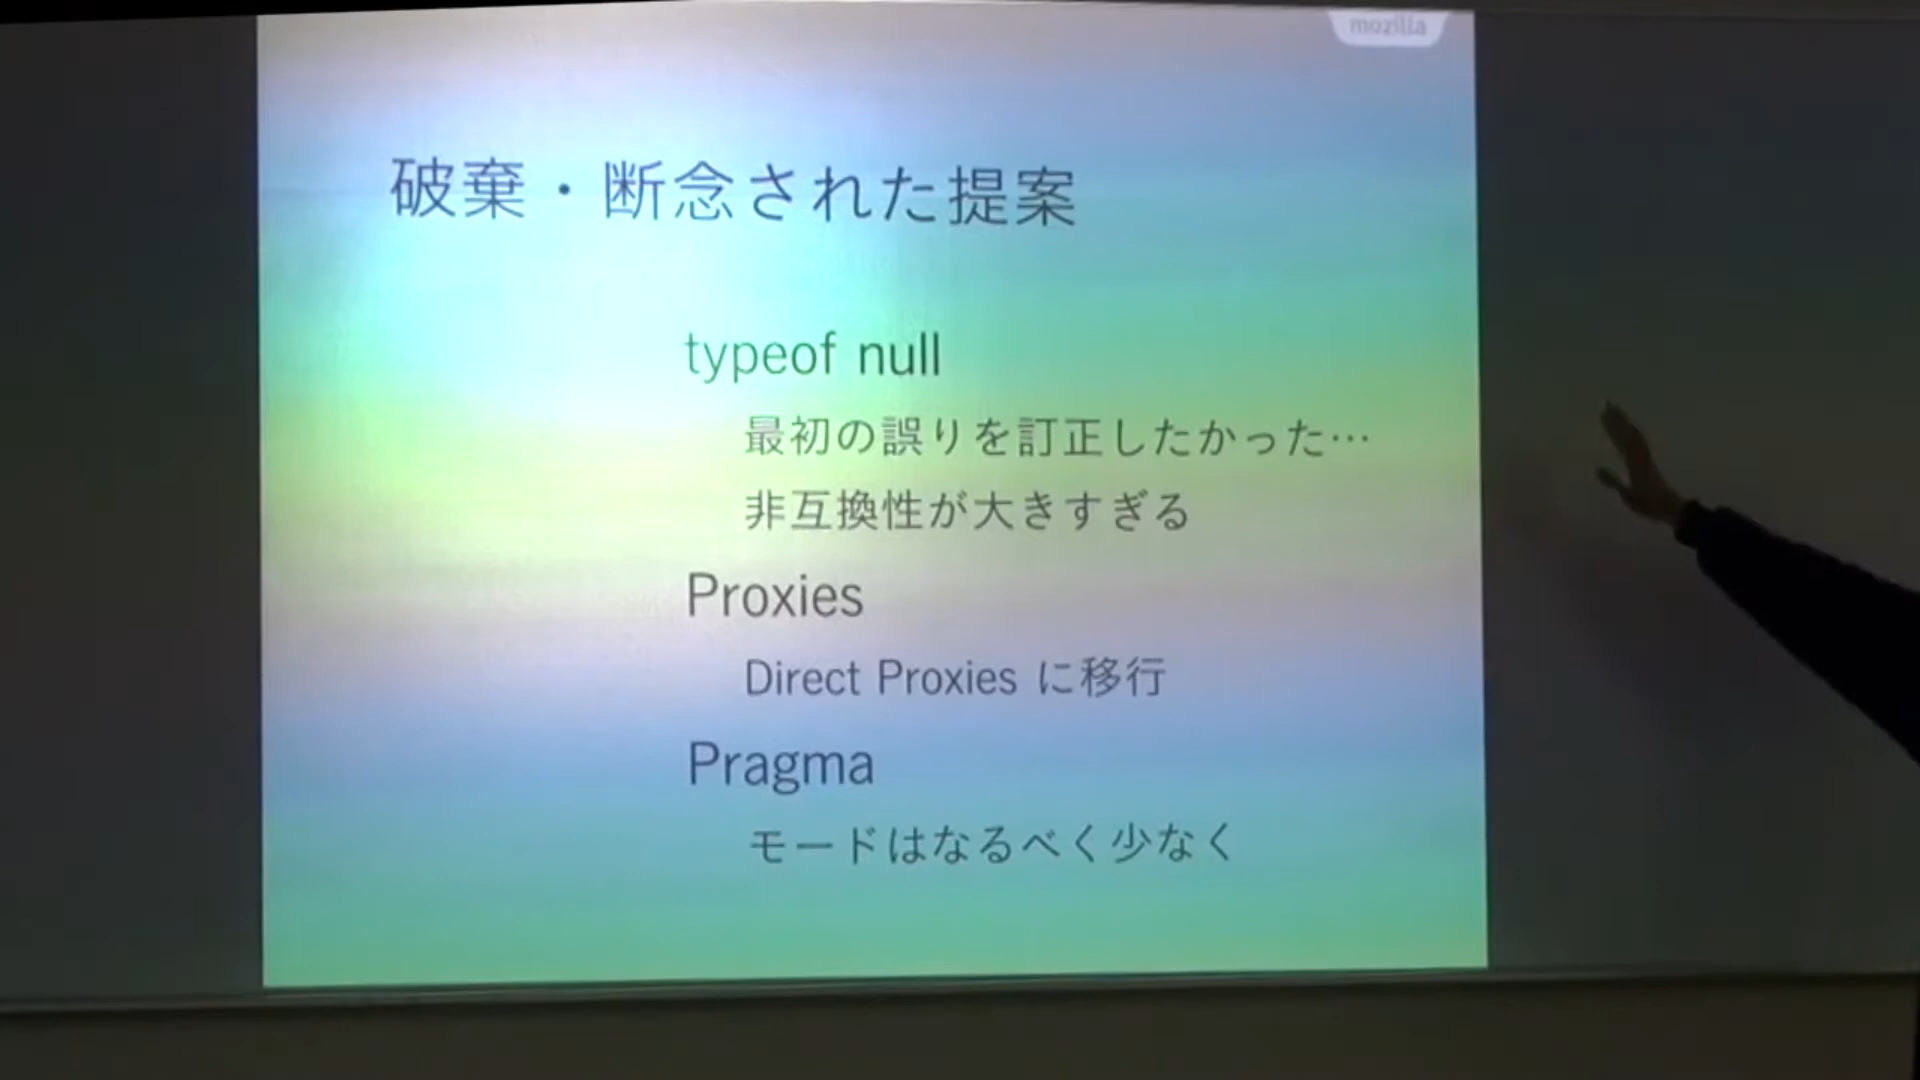 mozilla
破棄・断念された提案
typeof null
最初の誤りを訂正したかった…
非互換性が大きすぎる
Proxies
Direct Proxies に移行
Pragma
モードはなるべく少なく